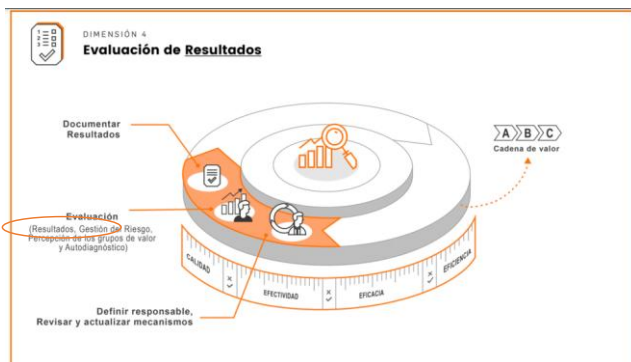 DIMENSIÓN 4
Evaluación de Resultados
Documentar
Resultados
A B C
Cadena de valor
Evaluación
(Resultados, Gestión del Riesgo,
Percepción de los grupos de valor
y Autodiagnóstico)
CALIDAD
EFECTIVIDAD
EFICACIA
EFICIENCIA
Definir responsable,
Revisar y actualizar mecanismos